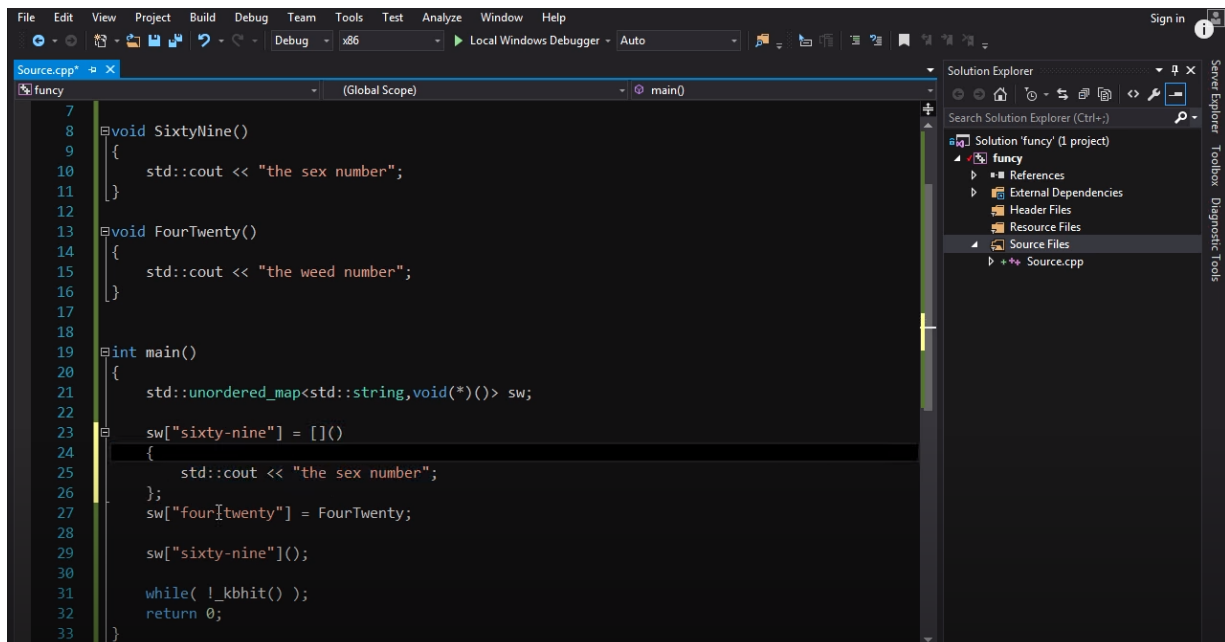 File Edit View Project Build Debug Team Tools Test Analyze Window Help Sign in
Debug x86 Local Windows Debugger Auto
Source.cpp*
funcy (Global Scope) main()
7
8 void SixtyNine()
9 {
10 std::cout << "the sex number";
11 }
12
13 void FourTwenty()
14 {
15 std::cout << "the weed number";
16 }
17
18
19 int main()
20 {
21 std::unordered_map<std::string,void(*)()> sw;
22
23 sw["sixty-nine"] = []()
24 {
25 std::cout << "the sex number";
26 };
27 sw["four twenty"] = FourTwenty;
28
29 sw["sixty-nine"]();
30
31 while( !_kbhit() );
32 return 0;
33 }
Solution Explorer
Search Solution Explorer (Ctrl+;)
Solution 'funcy' (1 project)
funcy
References
External Dependencies
Header Files
Resource Files
Source Files
Source.cpp
Server Explorer
Toolbox
Diagnostic Tools